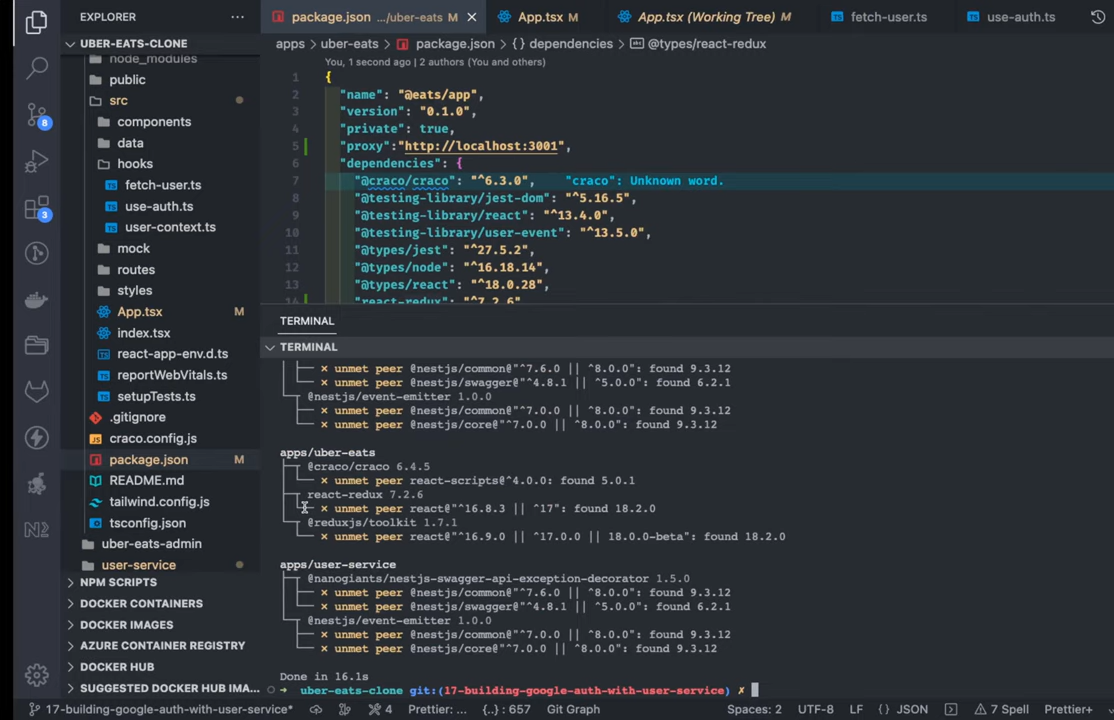 EXPLORER
package.json .../uber-eats M
App.tsx M
App.tsx (Working Tree) M
fetch-user.ts
use-auth.ts
UBER-EATS-CLONE
node_modules
public
src
components
data
hooks
fetch-user.ts
use-auth.ts
user-context.ts
mock
routes
styles
App.tsx M
index.tsx
react-app-env.d.ts
reportWebVitals.ts
setupTests.ts
.gitignore
craco.config.js
package.json M
README.md
tailwind.config.js
tsconfig.json
uber-eats-admin
user-service
NPM SCRIPTS
DOCKER CONTAINERS
DOCKER IMAGES
AZURE CONTAINER REGISTRY
DOCKER HUB
SUGGESTED DOCKER HUB IMA...
8
3
apps > uber-eats > package.json > {} dependencies > @types/react-redux
You, 1 second ago | 2 authors (You and others)
1 {
2 "name": "@eats/app",
3 "version": "0.1.0",
4 "private": true,
5 "proxy":"http://localhost:3001",
6 "dependencies": {
7 "@craco/craco": "^6.3.0", "craco": Unknown word.
8 "@testing-library/jest-dom": "^5.16.5",
9 "@testing-library/react": "^13.4.0",
10 "@testing-library/user-event": "^13.5.0",
11 "@types/jest": "^27.5.2",
12 "@types/node": "^16.18.14",
13 "@types/react": "^18.0.28",
14 "react-redux": "^7.2.6",
TERMINAL
TERMINAL
× unmet peer @nestjs/common@"^7.6.0 || ^8.0.0": found 9.3.12
× unmet peer @nestjs/swagger@"^4.8.1 || ^5.0.0": found 6.2.1
@nestjs/event-emitter 1.0.0
× unmet peer @nestjs/common@"^7.0.0 || ^8.0.0": found 9.3.12
× unmet peer @nestjs/core@"^7.0.0 || ^8.0.0": found 9.3.12
apps/uber-eats
@craco/craco 6.4.5
× unmet peer react-scripts@^4.0.0: found 5.0.1
react-redux 7.2.6
× unmet peer react@"^16.8.3 || ^17": found 18.2.0
@reduxjs/toolkit 1.7.1
× unmet peer react@"^16.9.0 || ^17.0.0 || 18.0.0-beta": found 18.2.0
apps/user-service
@nanogiants/nestjs-swagger-api-exception-decorator 1.5.0
× unmet peer @nestjs/common@"^7.6.0 || ^8.0.0": found 9.3.12
× unmet peer @nestjs/swagger@"^4.8.1 || ^5.0.0": found 6.2.1
@nestjs/event-emitter 1.0.0
× unmet peer @nestjs/common@"^7.0.0 || ^8.0.0": found 9.3.12
× unmet peer @nestjs/core@"^7.0.0 || ^8.0.0": found 9.3.12
Done in 16.1s
→ uber-eats-clone git:(17-building-google-auth-with-user-service) ✗
17-building-google-auth-with-user-service* 4 Prettier: ... {..} : 657 Git Graph Spaces: 2 UTF-8 LF {} JSON 7 Spell Prettier+